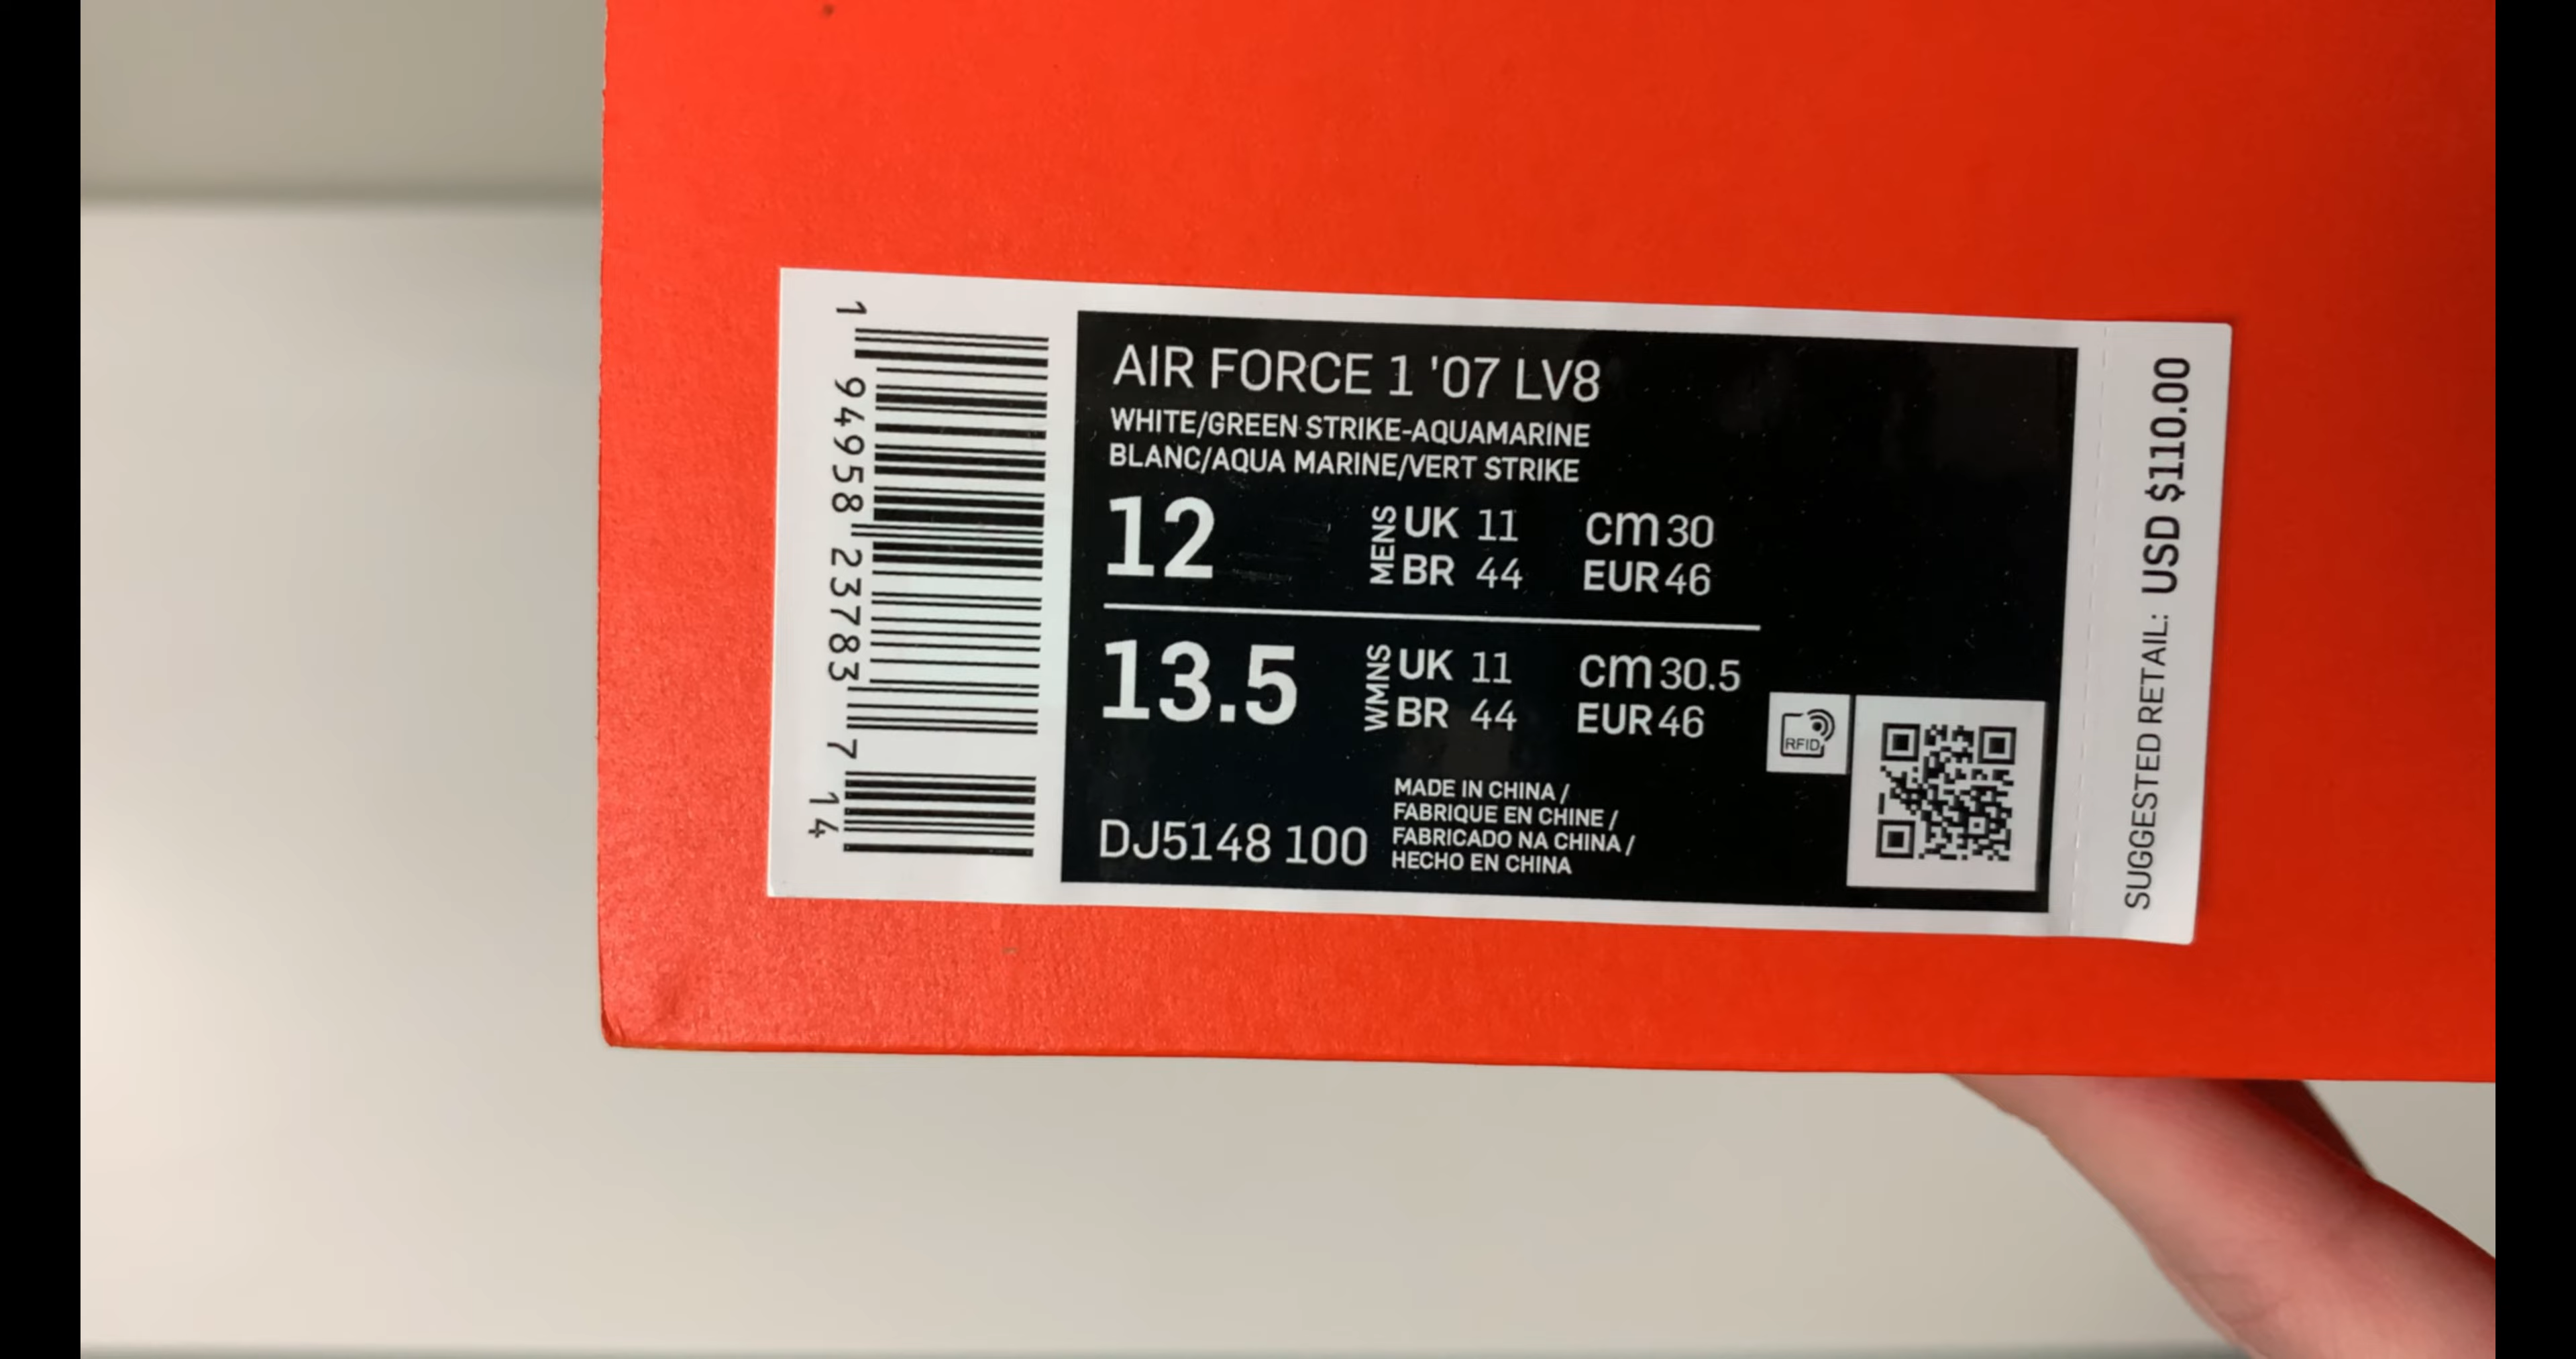 1 94958 23783 7 14
AIR FORCE 1 '07 LV8
WHITE/GREEN STRIKE-AQUAMARINE
BLANC/AQUA MARINE/VERT STRIKE
12 MENS UK 11 cm 30
BR 44 EUR 46
13.5 WMNS UK 11 cm 30.5
BR 44 EUR 46
RFID
DJ5148 100
MADE IN CHINA /
FABRIQUE EN CHINE /
FABRICADO NA CHINA /
HECHO EN CHINA
SUGGESTED RETAIL: USD $110.00